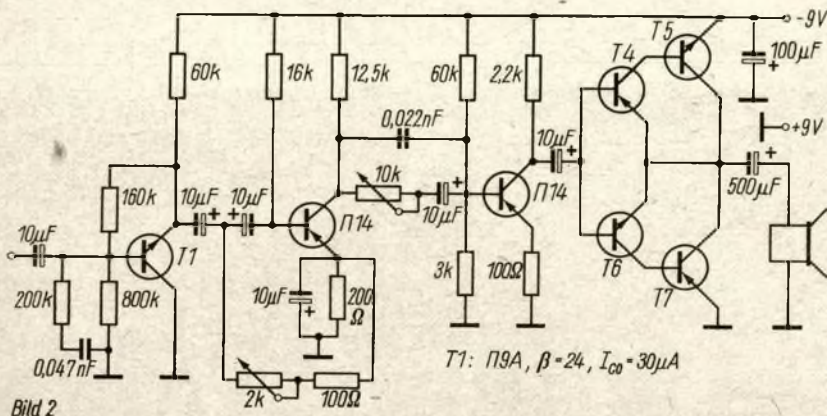 -9V
T4
T5
60k
16k
12,5k
60k
2,2k
100µF
+
0,022nF
+9V
10µF
+
160k
10µF
+
10µF
+
10k
500µF
+
10µF
T1
П14
10µF
+
П14
T6
200k
800k
10µF
+
200
Ω
3k
100Ω
T7
0,047nF
2k
100Ω
T1: П9А, β=24, I_CO=30µA
Bild 2